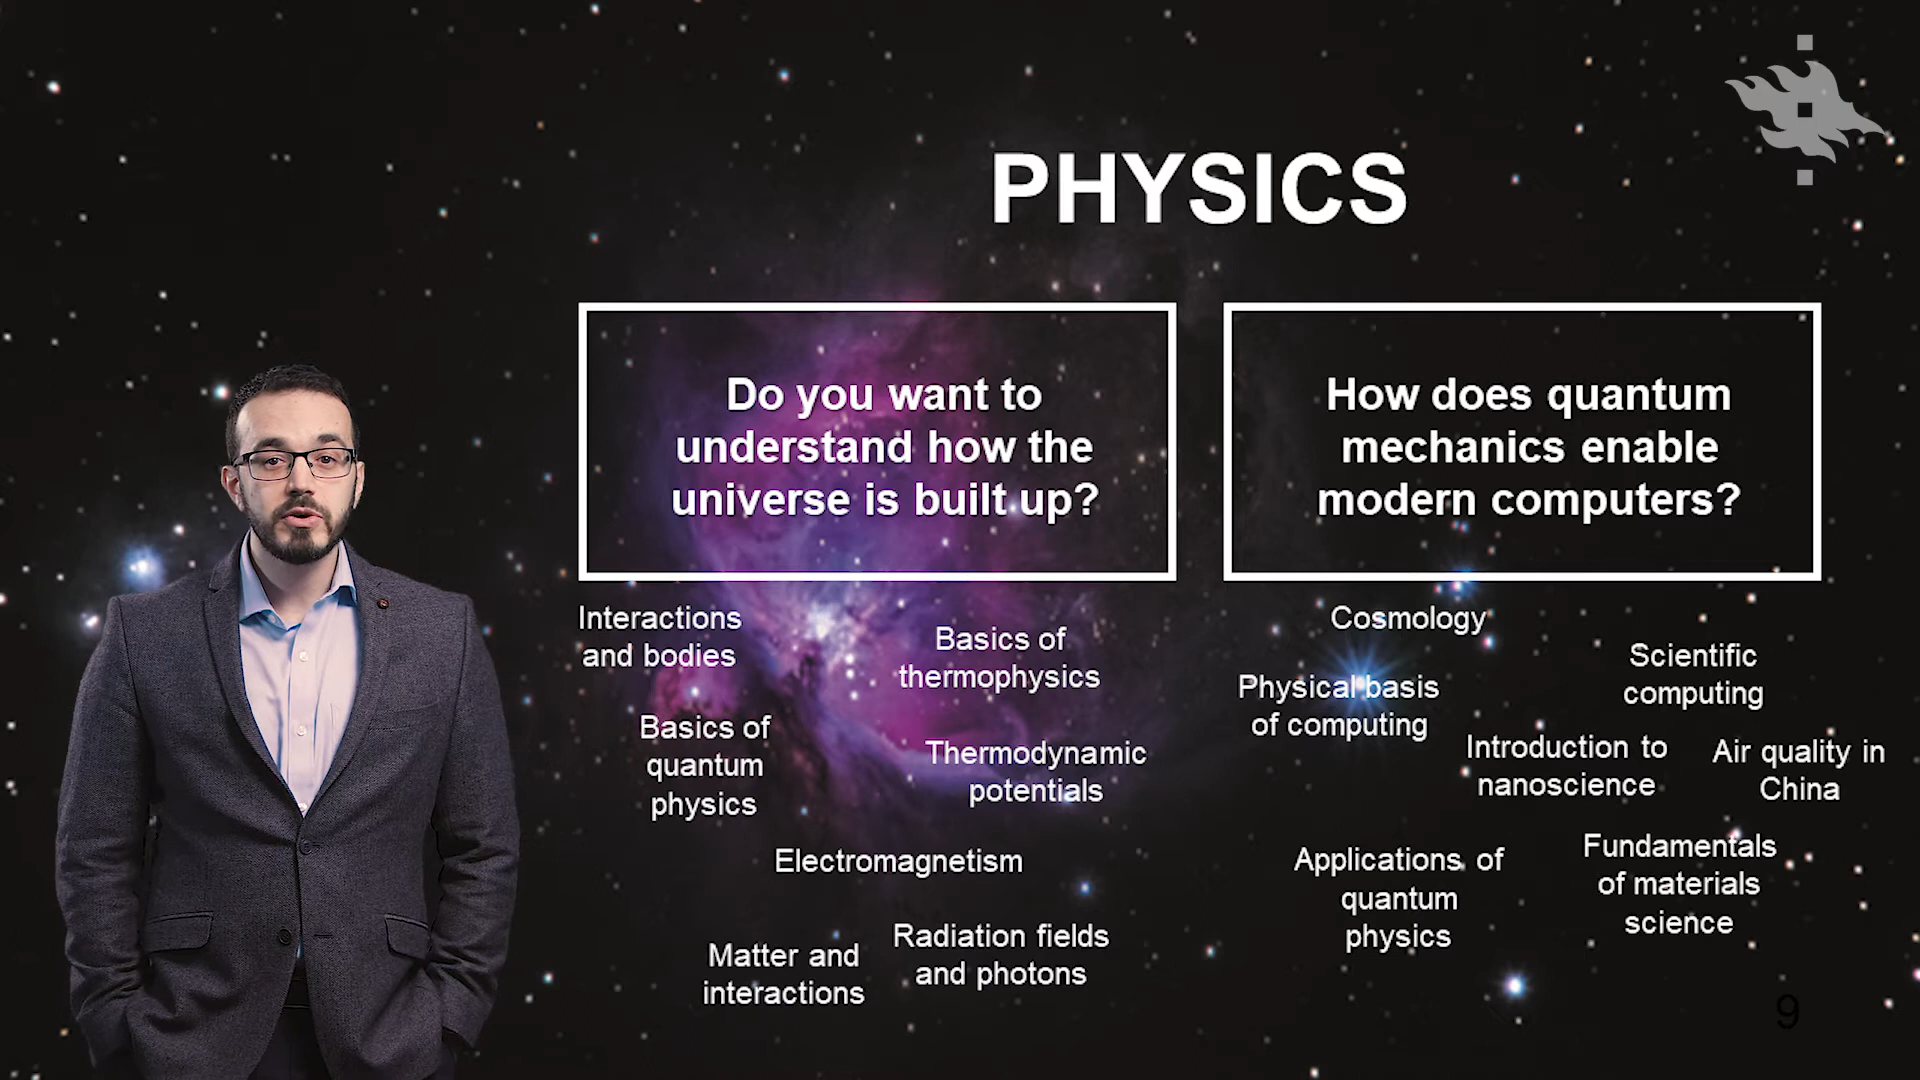 PHYSICS
Do you want to
understand how the
universe is built up?
How does quantum
mechanics enable
modern computers?
Interactions
and bodies
Basics of
thermophysics
Basics of
quantum
physics
Thermodynamic
potentials
Electromagnetism
Matter and
interactions
Radiation fields
and photons
Cosmology
Scientific
computing
Physical basis
of computing
Introduction to
nanoscience
Air quality in
China
Applications of
quantum
physics
Fundamentals
of materials
science
9